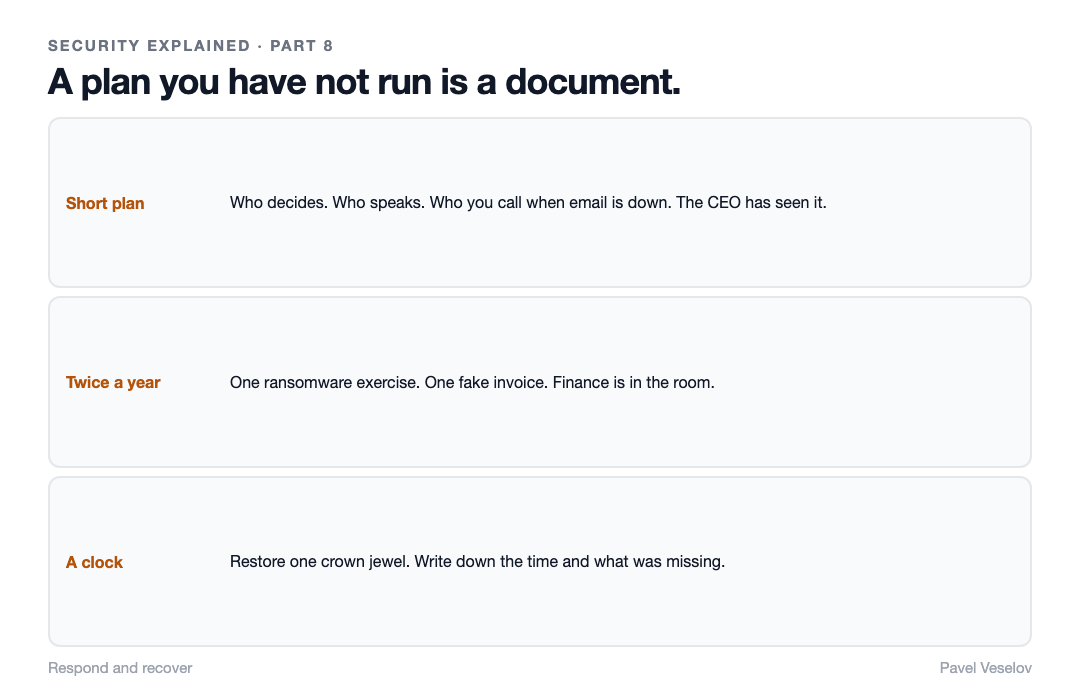 SECURITY EXPLAINED · PART 8
A plan you have not run is a document.
Short plan
Who decides. Who speaks. Who you call when email is down. The CEO has seen it.
Twice a year
One ransomware exercise. One fake invoice. Finance is in the room.
A clock
Restore one crown jewel. Write down the time and what was missing.
Respond and recover
Pavel Veselov